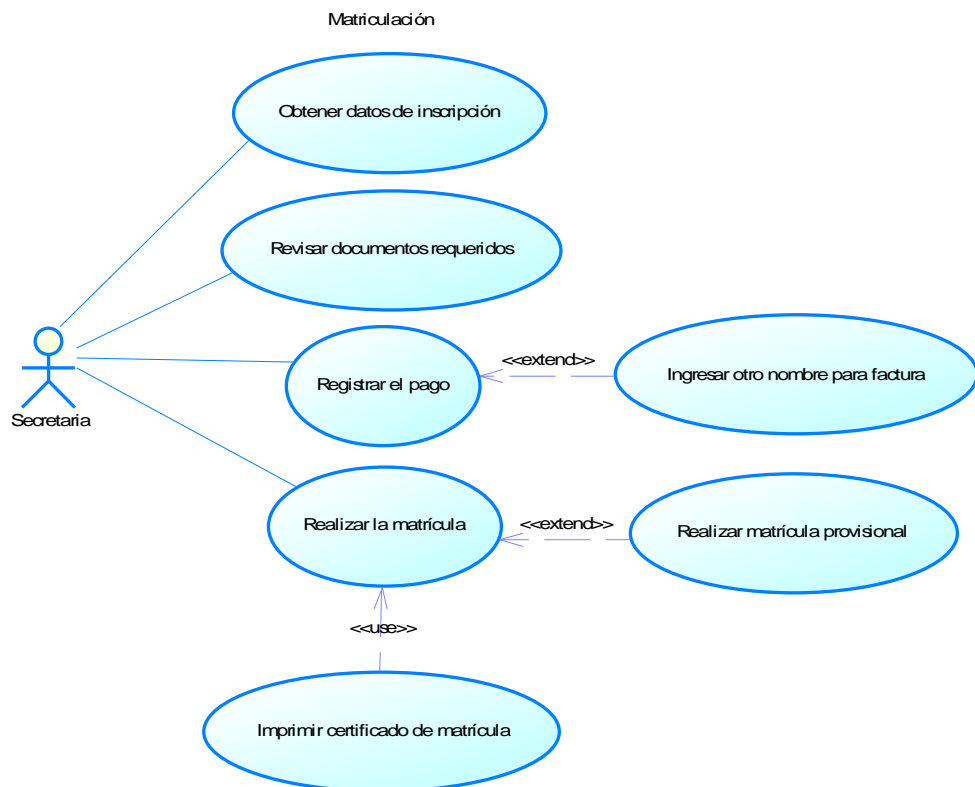 Matriculación
Obtener datos de inscripción
Revisar documentos requeridos
Secretaria
Registrar el pago
<<extend>>
Ingresar otro nombre para factura
Realizar la matrícula
<<extend>>
Realizar matrícula provisional
<<use>>
Imprimir certificado de matrícula